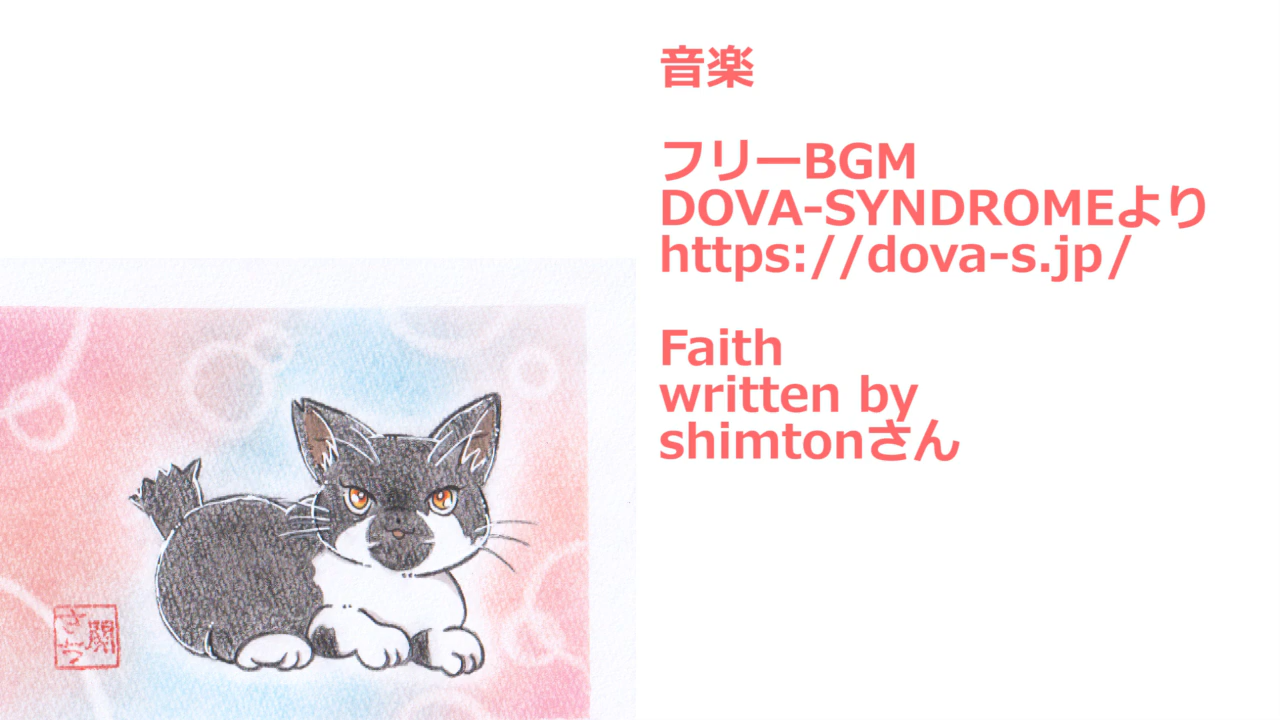 音楽
フリーBGM
DOVA-SYNDROMEより
https://dova-s.jp/
Faith
written by
shimtonさん